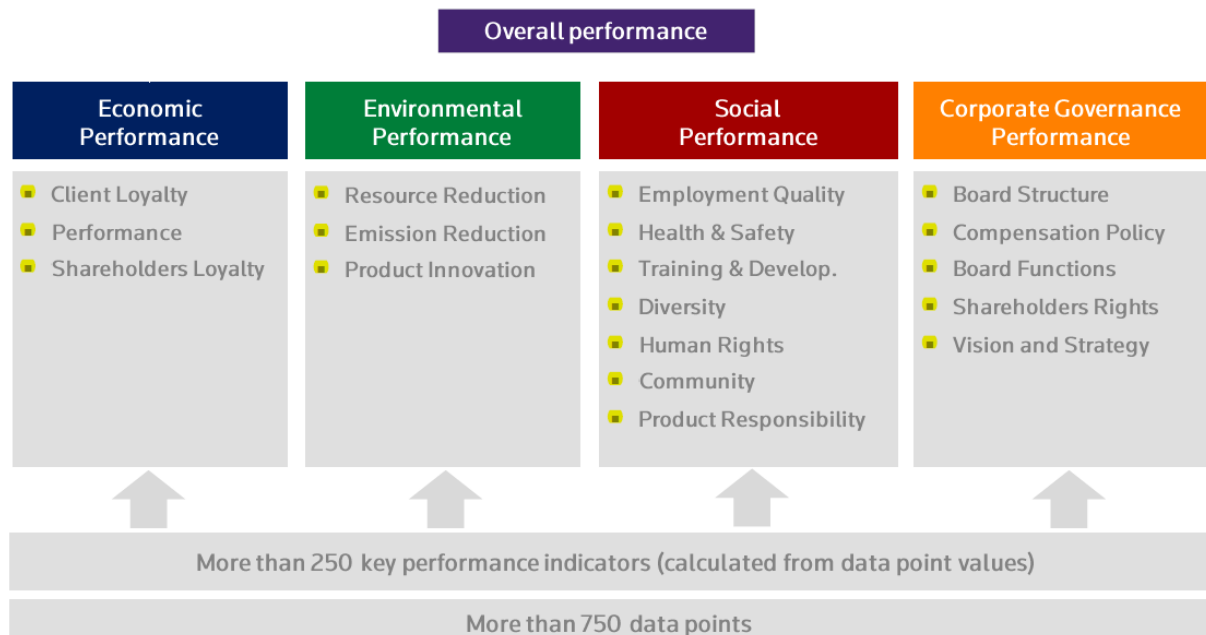 Overall performance
Economic
Performance
Environmental
Performance
Social
Performance
Corporate Governance
Performance
Client Loyalty
Performance
Shareholders Loyalty
Resource Reduction
Emission Reduction
Product Innovation
Employment Quality
Health & Safety
Training & Develop.
Diversity
Human Rights
Community
Product Responsibility
Board Structure
Compensation Policy
Board Functions
Shareholders Rights
Vision and Strategy
More than 250 key performance indicators (calculated from data point values)
More than 750 data points